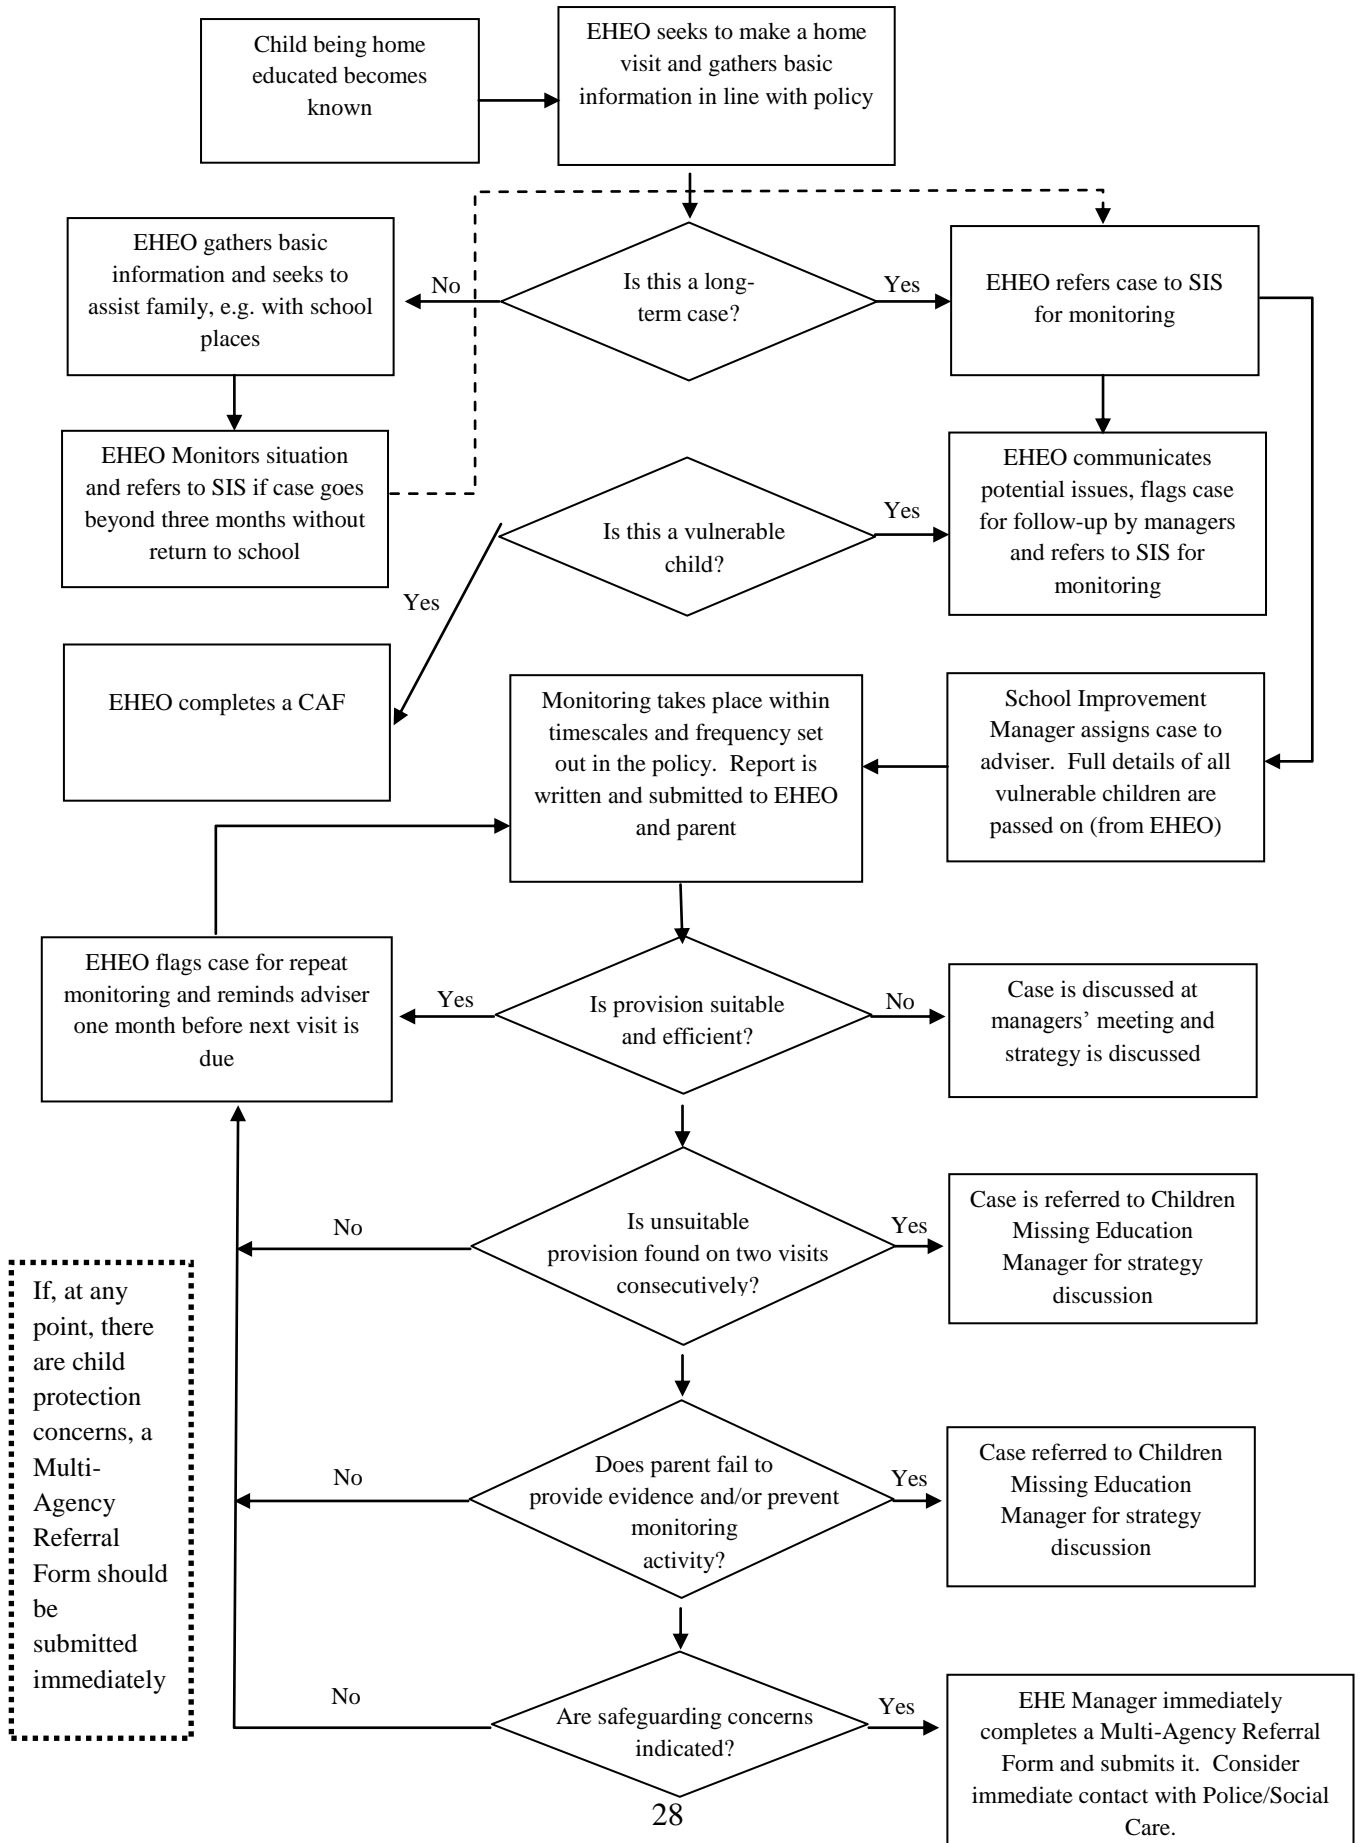 Child being home
educated becomes
known
EHEO seeks to make a home
visit and gathers basic
information in line with policy
EHEO gathers basic
information and seeks to
assist family, e.g. with school
places
No
Is this a long-
term case?
Yes
EHEO refers case to SIS
for monitoring
EHEO Monitors situation
and refers to SIS if case goes
beyond three months without
return to school
Is this a vulnerable
child?
Yes
EHEO communicates
potential issues, flags case
for follow-up by managers
and refers to SIS for
monitoring
Yes
EHEO completes a CAF
Monitoring takes place within
timescales and frequency set
out in the policy.  Report is
written and submitted to EHEO
and parent
School Improvement
Manager assigns case to
adviser.  Full details of all
vulnerable children are
passed on (from EHEO)
EHEO flags case for repeat
monitoring and reminds adviser
one month before next visit is
due
Yes
Is provision suitable
and efficient?
No
Case is discussed at
managers’ meeting and
strategy is discussed
No
Is unsuitable
provision found on two visits
consecutively?
Yes
Case is referred to Children
Missing Education
Manager for strategy
discussion
If, at any
point, there
are child
protection
concerns, a
Multi-
Agency
Referral
Form should
be
submitted
immediately
No
Does parent fail to
provide evidence and/or prevent
monitoring
activity?
Yes
Case referred to Children
Missing Education
Manager for strategy
discussion
No
Are safeguarding concerns
indicated?
Yes
EHE Manager immediately
completes a Multi-Agency Referral
Form and submits it.  Consider
immediate contact with Police/Social
Care.
28